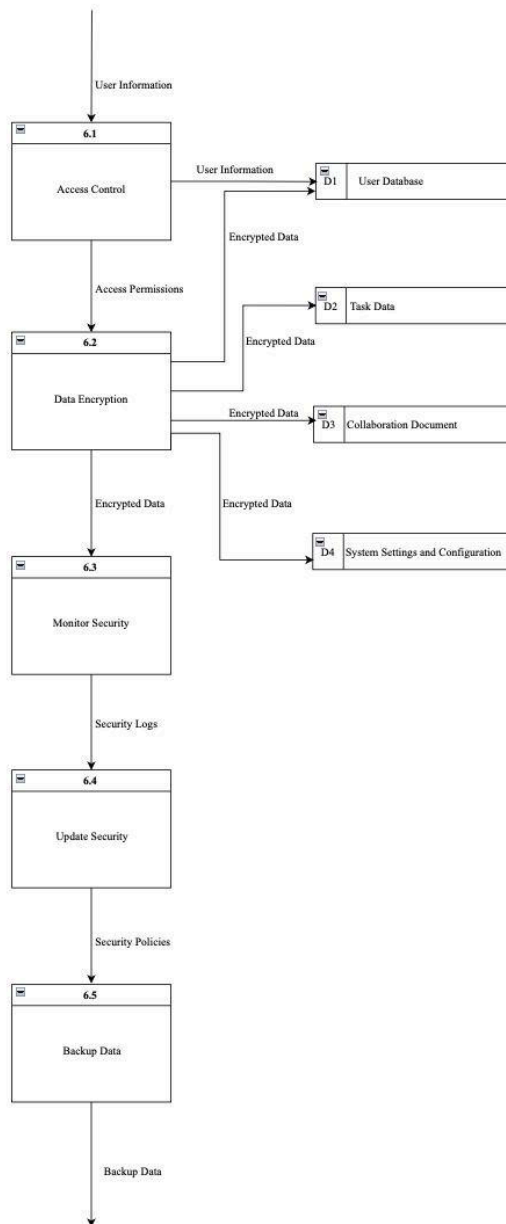 User Information
6.1
Access Control
User Information
D1 User Database
Encrypted Data
Access Permissions
D2 Task Data
6.2
Encrypted Data
Data Encryption
Encrypted Data
D3 Collaboration Document
Encrypted Data
Encrypted Data
D4 System Settings and Configuration
6.3
Monitor Security
Security Logs
6.4
Update Security
Security Policies
6.5
Backup Data
Backup Data